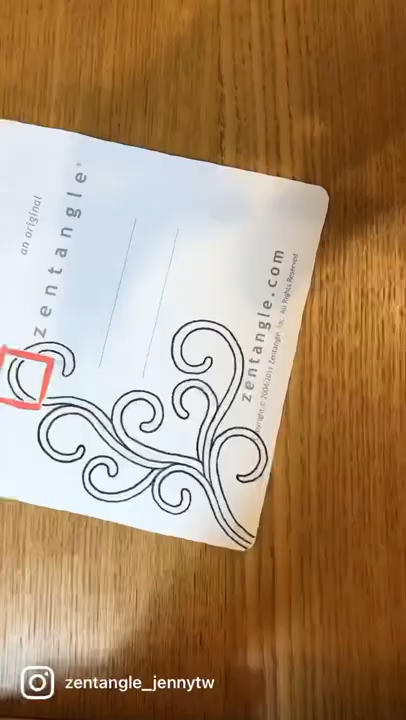 an original
zentangle®
zentangle.com
Copyright © 2004-2011 Zentangle, Inc. All Rights Reserved
zentangle_jennytw